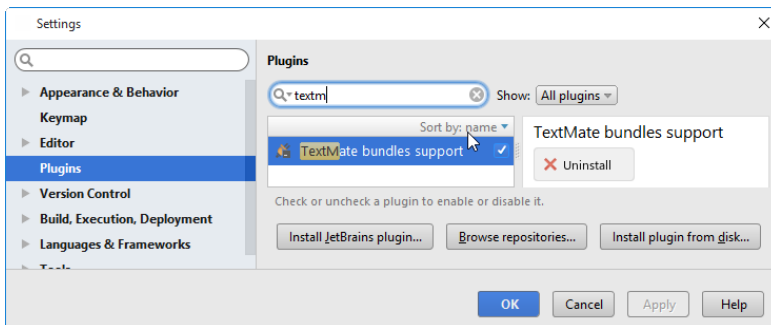 Settings
Plugins
textm
Show: All plugins
Appearance & Behavior
Keymap
Editor
Plugins
Version Control
Build, Execution, Deployment
Languages & Frameworks
Tools
Sort by: name
TextMate bundles support
TextMate bundles support
Uninstall
Check or uncheck a plugin to enable or disable it.
Install JetBrains plugin...
Browse repositories...
Install plugin from disk...
OK
Cancel
Apply
Help